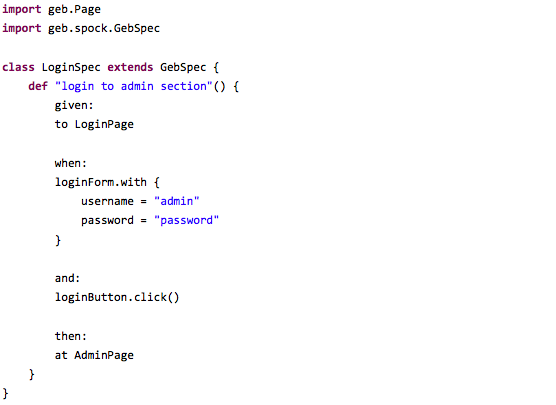 import geb.Page
import geb.spock.GebSpec

class LoginSpec extends GebSpec {
    def "login to admin section"() {
        given:
        to LoginPage

        when:
        loginForm.with {
            username = "admin"
            password = "password"
        }

        and:
        loginButton.click()

        then:
        at AdminPage
    }
}